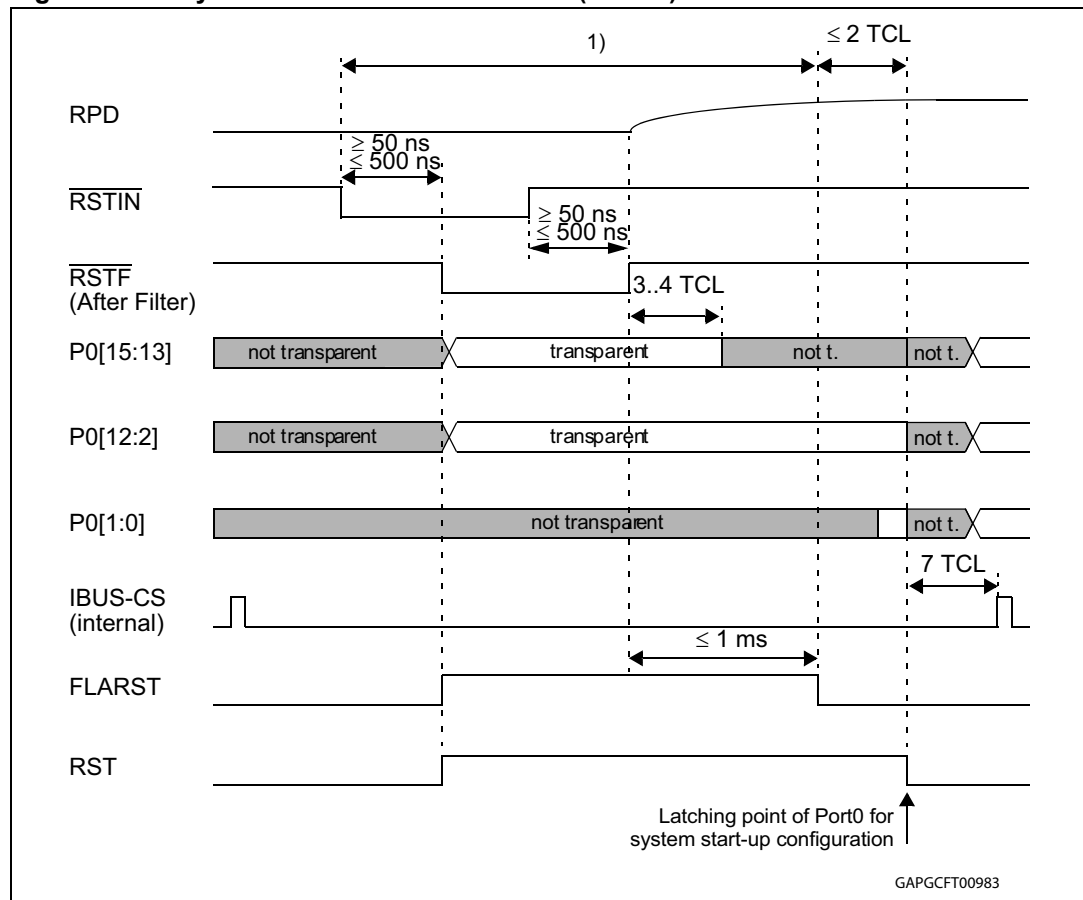 1)
≤ 2 TCL
RPD
≥ 50 ns
≤ 500 ns
RSTIN
≥ 50 ns
≤ 500 ns
RSTF
(After Filter)
3..4 TCL
P0[15:13]
not transparent
transparent
not t.
not t.
P0[12:2]
not transparent
transparent
not t.
P0[1:0]
not transparent
not t.
7 TCL
IBUS-CS
(internal)
≤ 1 ms
FLARST
RST
Latching point of Port0 for
system start-up configuration
GAPGCFT00983